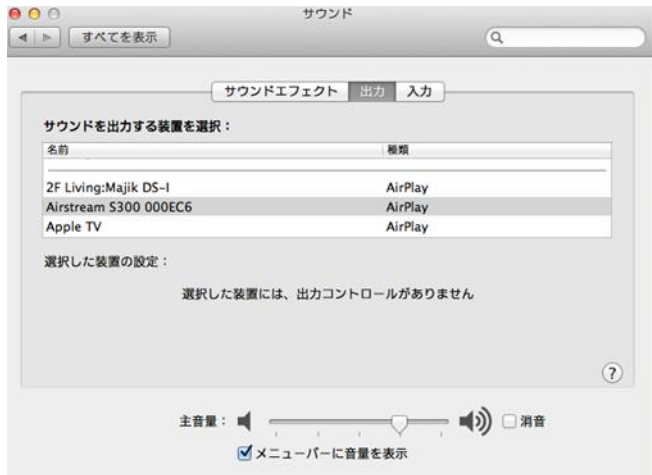 サウンド
すべてを表示
サウンドエフェクト 出力 入力
サウンドを出力する装置を選択：
名前 種類
2F Living:Majik DS-I AirPlay
Airstream S300 000EC6 AirPlay
Apple TV AirPlay
選択した装置の設定：
選択した装置には、出力コントロールがありません
?
主音量： 消音
メニューバーに音量を表示